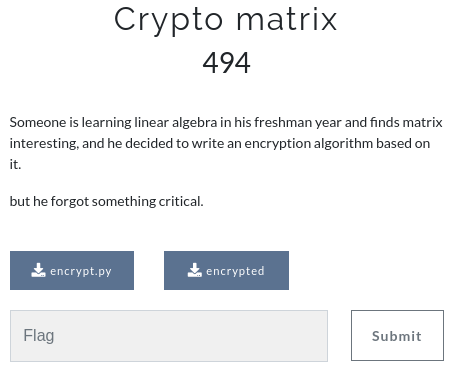 Crypto matrix
494
Someone is learning linear algebra in his freshman year and finds matrix
interesting, and he decided to write an encryption algorithm based on
it.
but he forgot something critical.
encrypt.py
encrypted
Flag
Submit